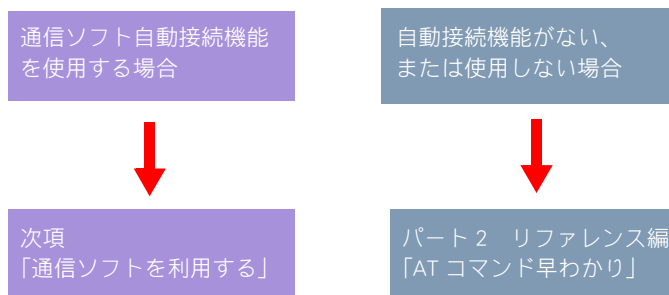 通信ソフト自動接続機能
を使用する場合
自動接続機能がない、
または使用しない場合
次項
「通信ソフトを利用する」
パート2　リファレンス編
「ATコマンド早わかり」